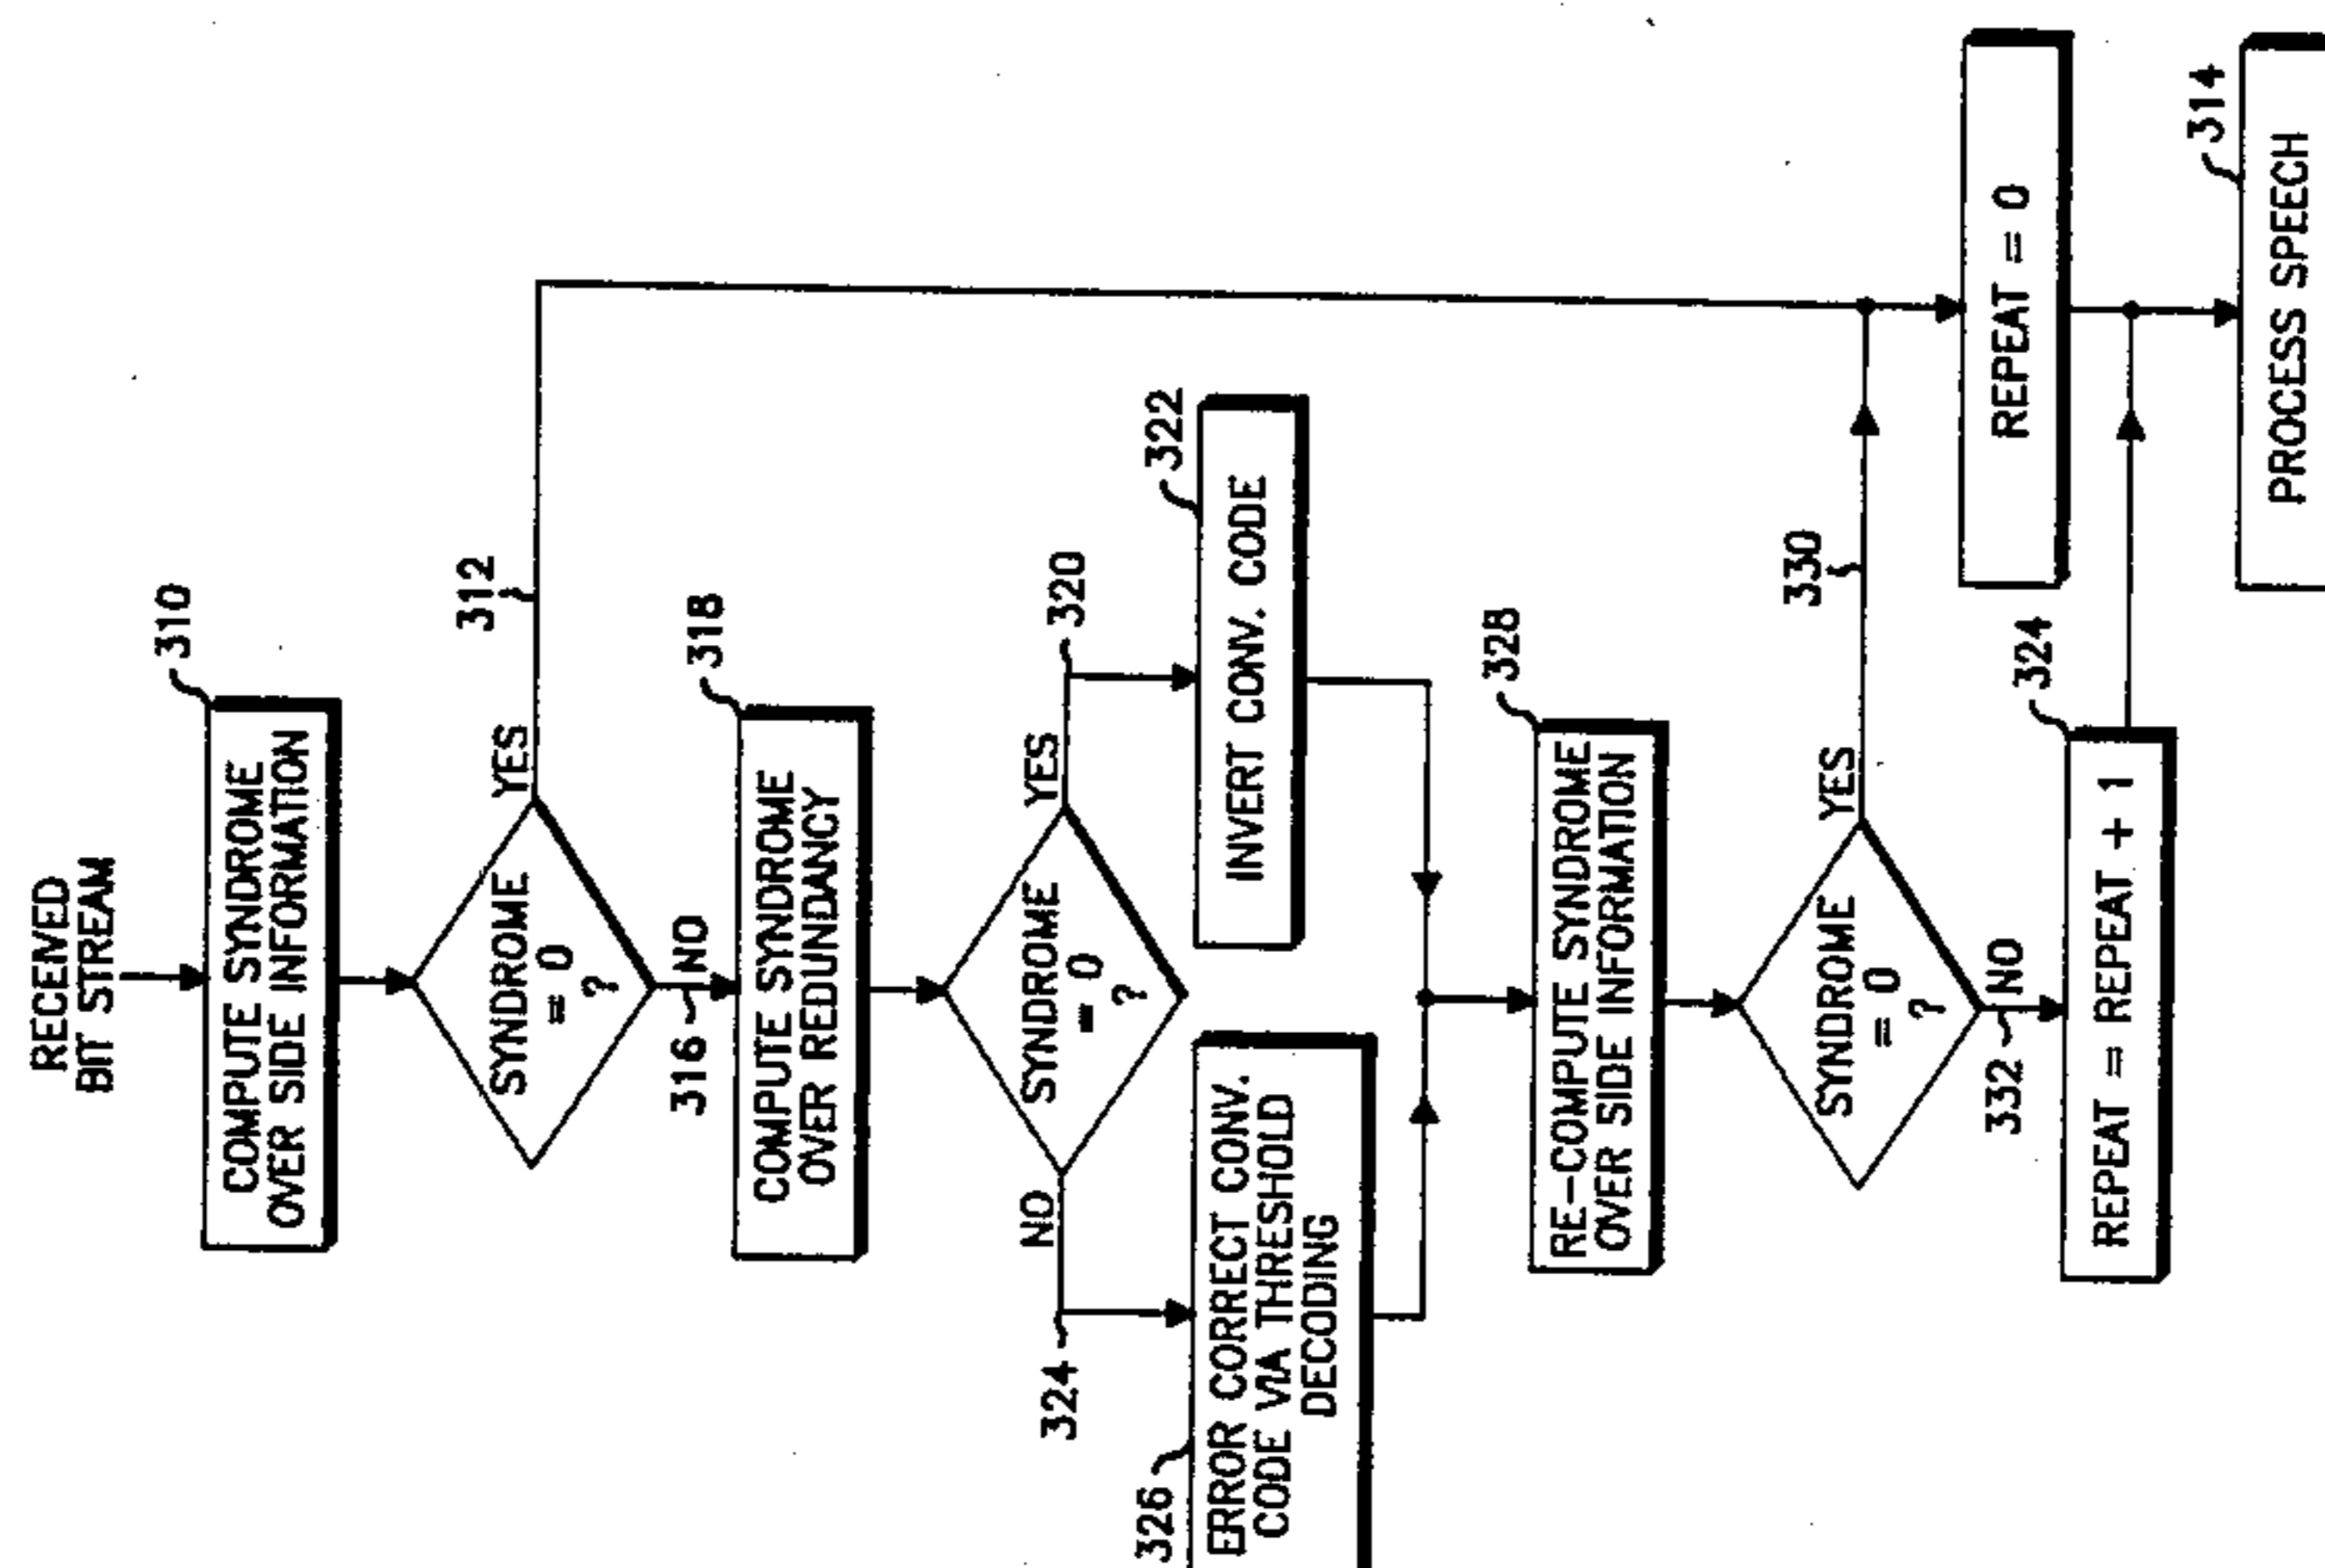 RECEIVED
BIT STREAM
310
COMPUTE SYNDROME
OVER SIDE INFORMATION
SYNDROME
= 0
?
YES
312
316
NO
318
COMPUTE SYNDROME
OVER REDUNDANCY
SYNDROME
= 0
?
YES
320
NO
324
322
INVERT CONV. CODE
326
ERROR CORRECT CONV.
CODE VIA THRESHOLD
DECODING
328
RE-COMPUTE SYNDROME
OVER SIDE INFORMATION
SYNDROME
= 0
?
YES
330
332
NO
324
REPEAT = REPEAT + 1
REPEAT = 0
314
PROCESS SPEECH